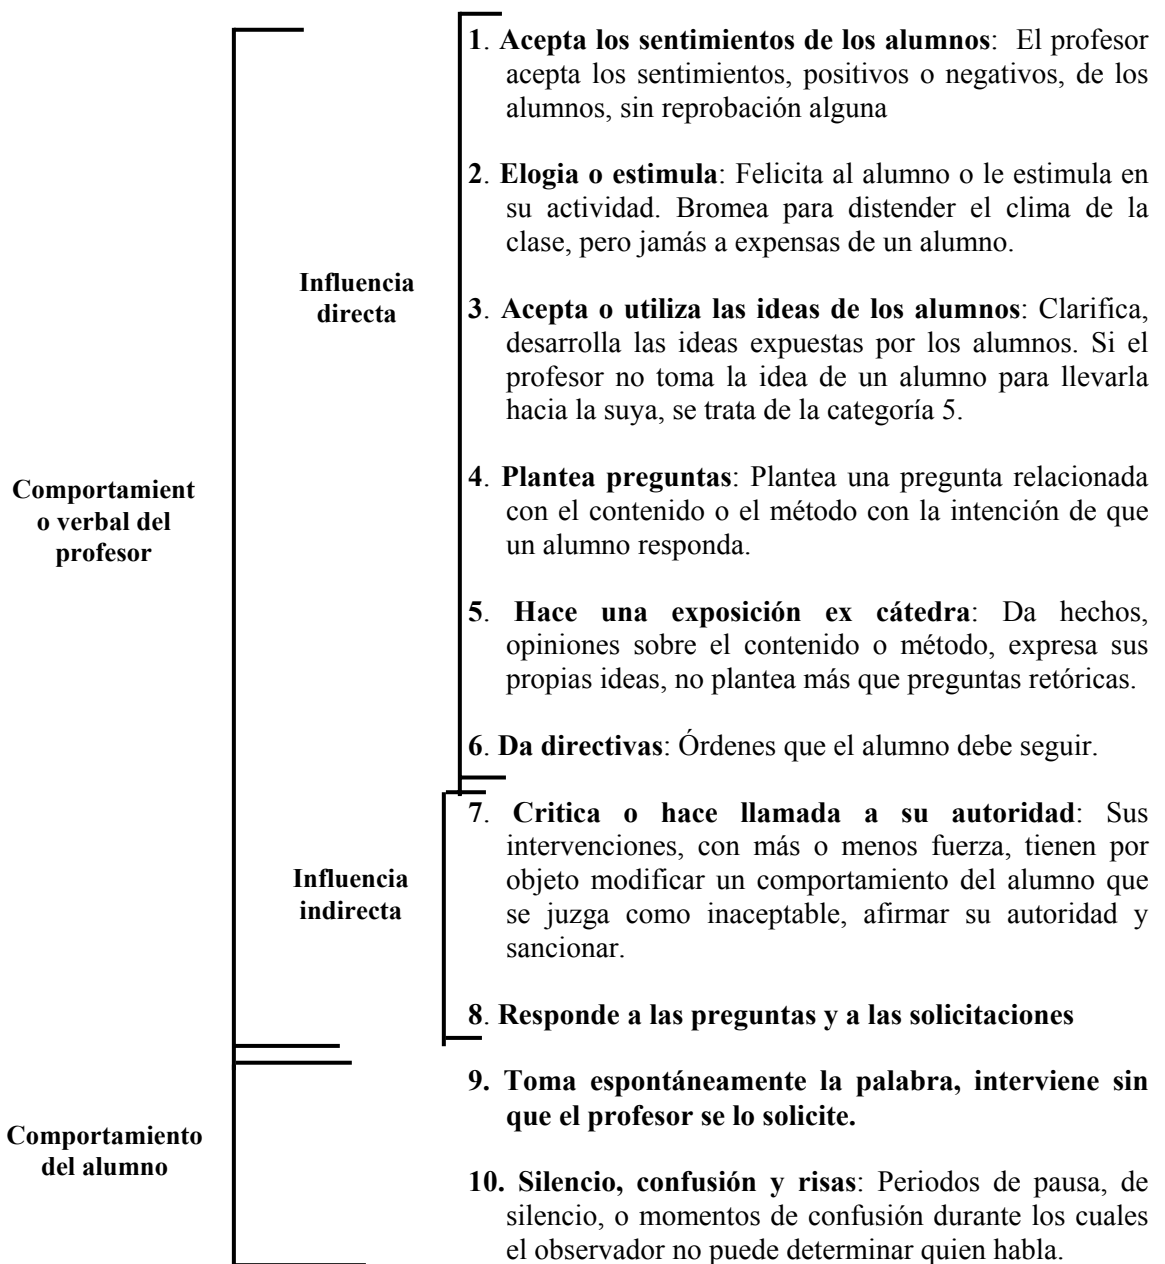 1. Acepta los sentimientos de los alumnos: El profesor
acepta los sentimientos, positivos o negativos, de los
alumnos, sin reprobación alguna
2. Elogia o estimula: Felicita al alumno o le estimula en
su actividad. Bromea para distender el clima de la
clase, pero jamás a expensas de un alumno.
Influencia
directa
3. Acepta o utiliza las ideas de los alumnos: Clarifica,
desarrolla las ideas expuestas por los alumnos. Si el
profesor no toma la idea de un alumno para llevarla
hacia la suya, se trata de la categoría 5.
Comportamient
o verbal del
profesor
4. Plantea preguntas: Plantea una pregunta relacionada
con el contenido o el método con la intención de que
un alumno responda.
5. Hace una exposición ex cátedra: Da hechos,
opiniones sobre el contenido o método, expresa sus
propias ideas, no plantea más que preguntas retóricas.
6. Da directivas: Órdenes que el alumno debe seguir.
Influencia
indirecta
7. Critica o hace llamada a su autoridad: Sus
intervenciones, con más o menos fuerza, tienen por
objeto modificar un comportamiento del alumno que
se juzga como inaceptable, afirmar su autoridad y
sancionar.
8. Responde a las preguntas y a las solicitaciones
Comportamiento
del alumno
9. Toma espontáneamente la palabra, interviene sin
que el profesor se lo solicite.
10. Silencio, confusión y risas: Periodos de pausa, de
silencio, o momentos de confusión durante los cuales
el observador no puede determinar quien habla.